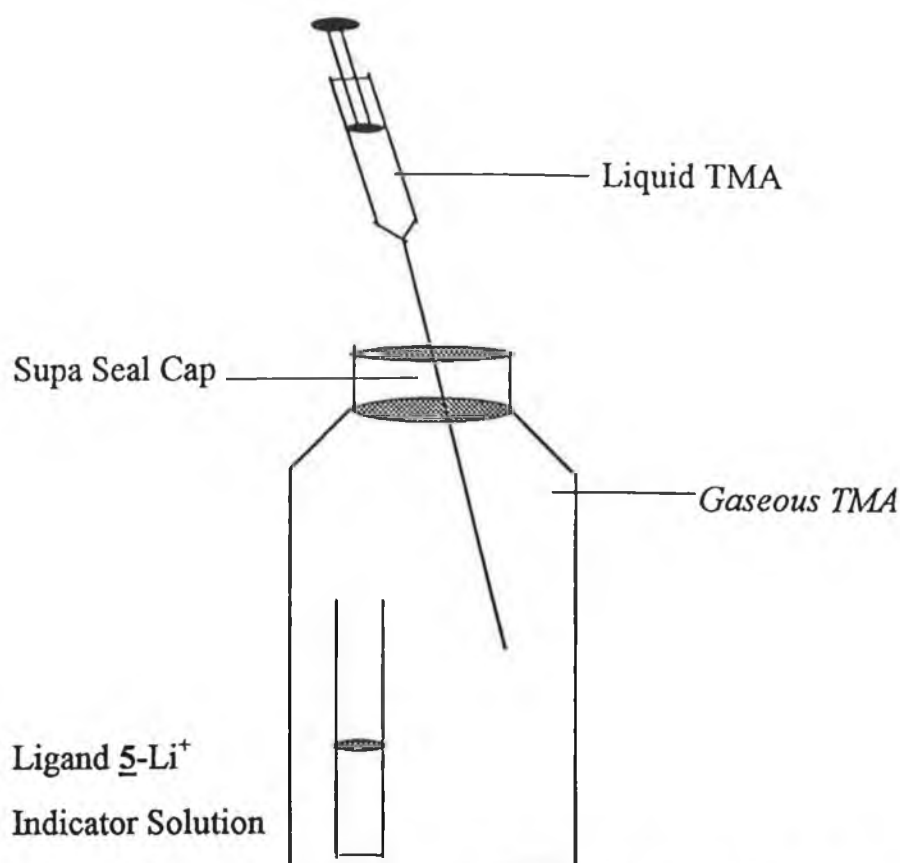 Liquid TMA
Supa Seal Cap
Gaseous TMA
Ligand 5-Li⁺
Indicator Solution